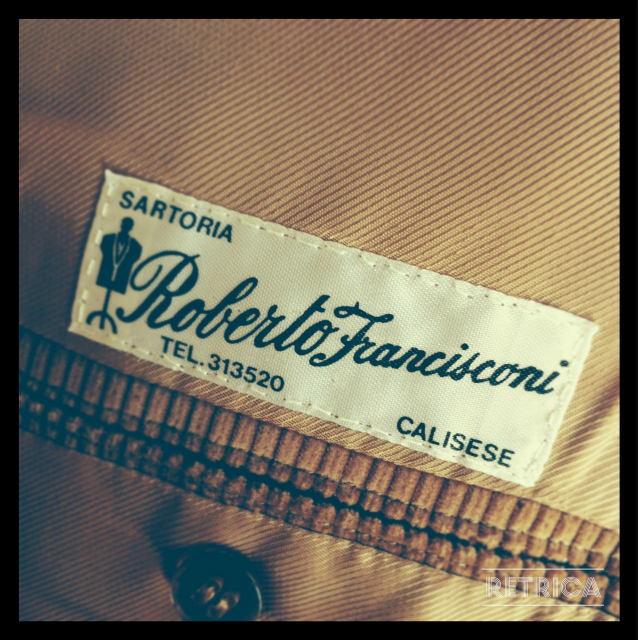 SARTORIA
Roberto Francisconi
TEL.313520
CALISESE
RETRICA